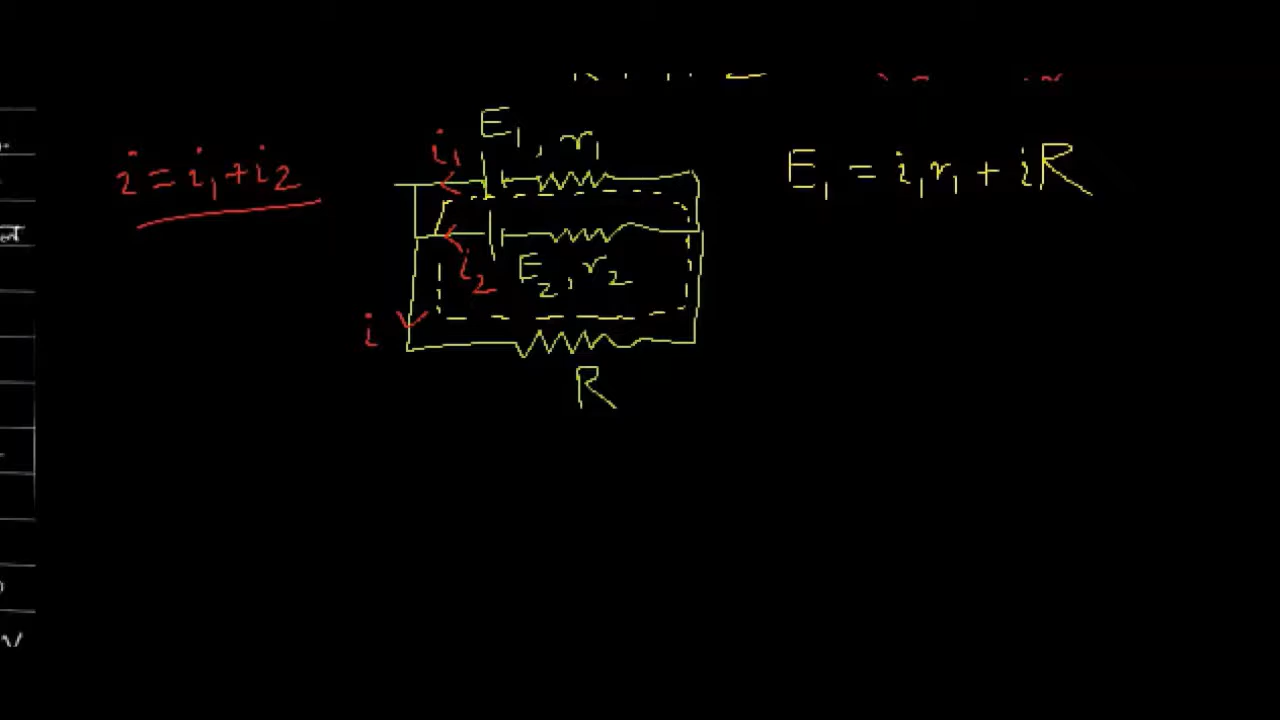 i = i₁ + i₂
i₁
E₁, r₁
E₁ = i₁r₁ + iR
i₂
E₂, r₂
i
R